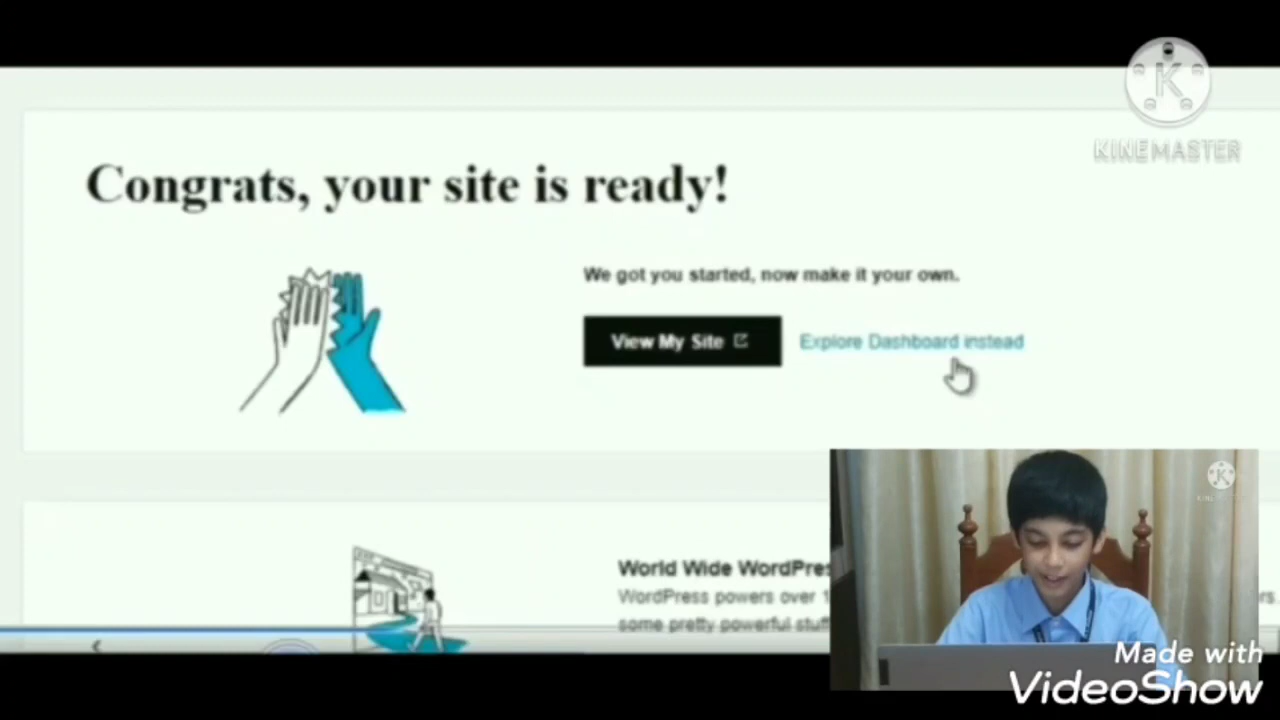 K
KINEMASTER
Congrats, your site is ready!
We got you started, now make it your own.
View My Site
Explore Dashboard instead
World Wide WordPres
WordPress powers over 1
some pretty powerful stuff
Made with
VideoShow